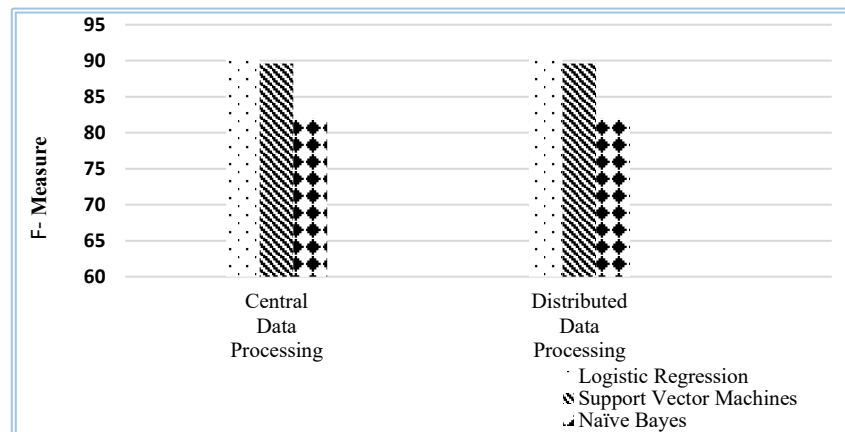 95
90
85
80
75
70
65
60
F- Measure
Central
Data
Processing
Distributed
Data
Processing
Logistic Regression
Support Vector Machines
Naïve Bayes